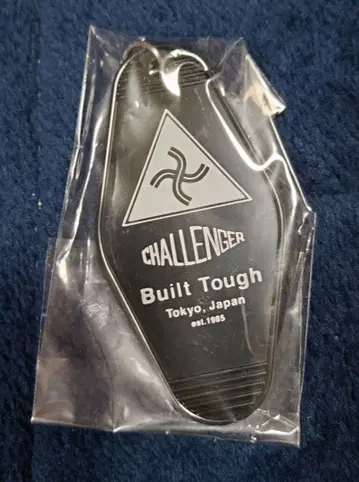 CHALLENGER
Built Tough
Tokyo, Japan
est.1985